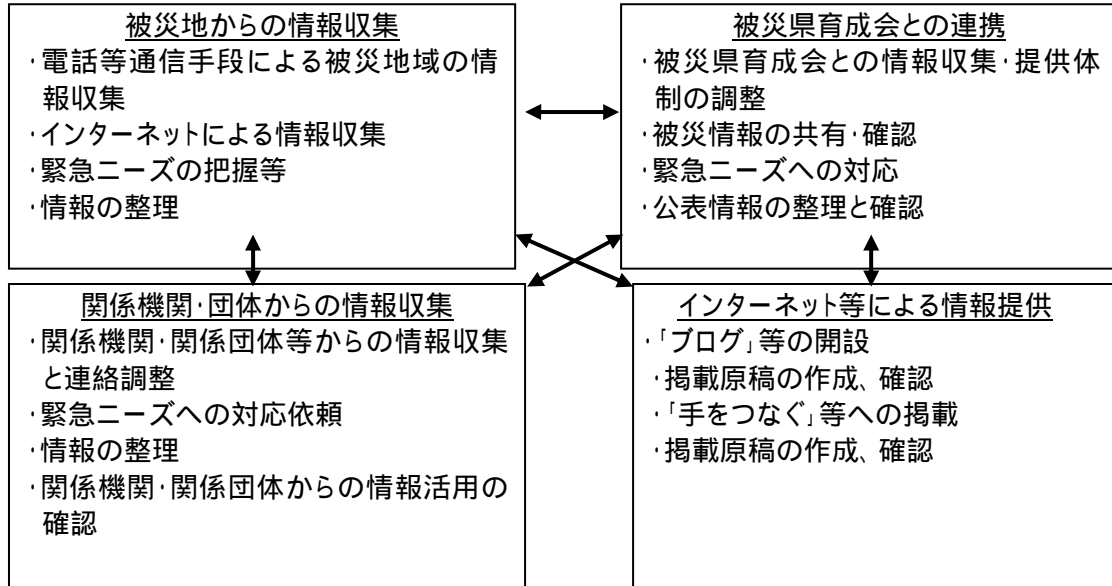 被災地からの情報収集
･電話等通信手段による被災地域の情
報収集
･インターネットによる情報収集
･緊急ニーズの把握等
･情報の整理
被災県育成会との連携
･被災県育成会との情報収集･提供体
制の調整
･被災情報の共有･確認
･緊急ニーズへの対応
･公表情報の整理と確認
関係機関･団体からの情報収集
･関係機関･関係団体等からの情報収集
と連絡調整
･緊急ニーズへの対応依頼
･情報の整理
･関係機関･関係団体からの情報活用の
確認
インターネット等による情報提供
･｢ブログ｣等の開設
･掲載原稿の作成、確認
･｢手をつなぐ｣等への掲載
･掲載原稿の作成、確認